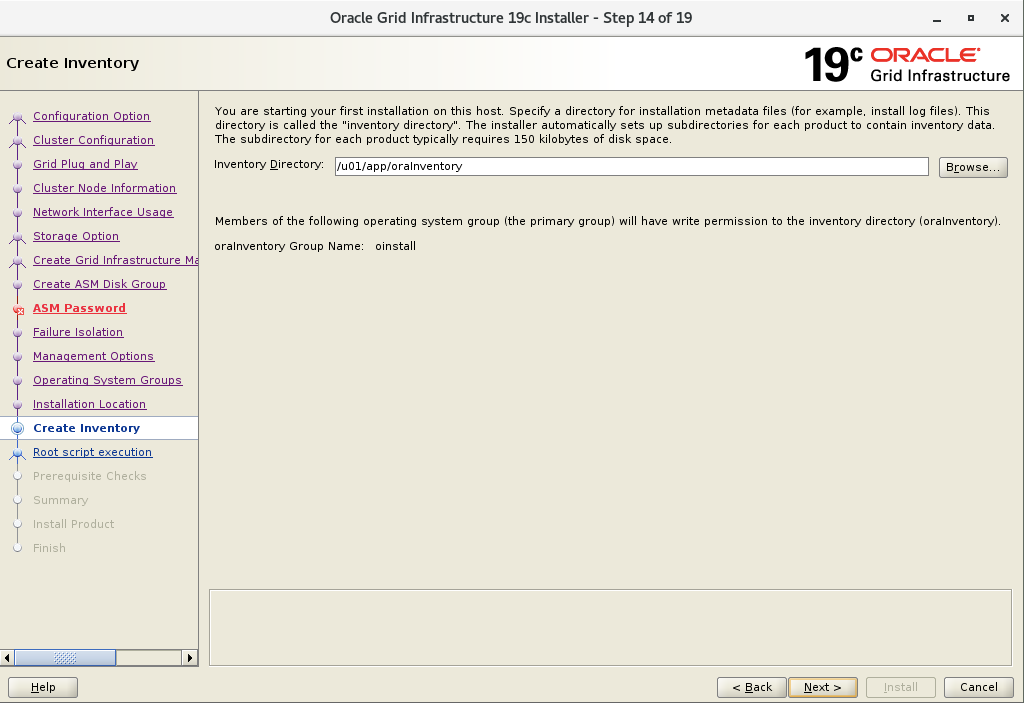 Oracle Grid Infrastructure 19c Installer - Step 14 of 19
Create Inventory
19c ORACLE
Grid Infrastructure
Configuration Option
Cluster Configuration
Grid Plug and Play
Cluster Node Information
Network Interface Usage
Storage Option
Create Grid Infrastructure Ma
Create ASM Disk Group
ASM Password
Failure Isolation
Management Options
Operating System Groups
Installation Location
Create Inventory
Root script execution
Prerequisite Checks
Summary
Install Product
Finish
You are starting your first installation on this host. Specify a directory for installation metadata files (for example, install log files). This
directory is called the "inventory directory". The installer automatically sets up subdirectories for each product to contain inventory data.
The subdirectory for each product typically requires 150 kilobytes of disk space.
Inventory Directory: /u01/app/oraInventory Browse...
Members of the following operating system group (the primary group) will have write permission to the inventory directory (oraInventory).
oraInventory Group Name: oinstall
Help < Back Next > Install Cancel